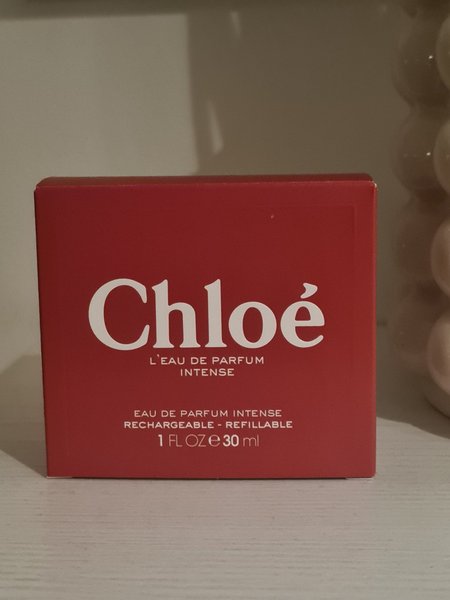 Chloé
L'EAU DE PARFUM
INTENSE
EAU DE PARFUM INTENSE
RECHARGEABLE - REFILLABLE
1 FL OZ ℮ 30 ml